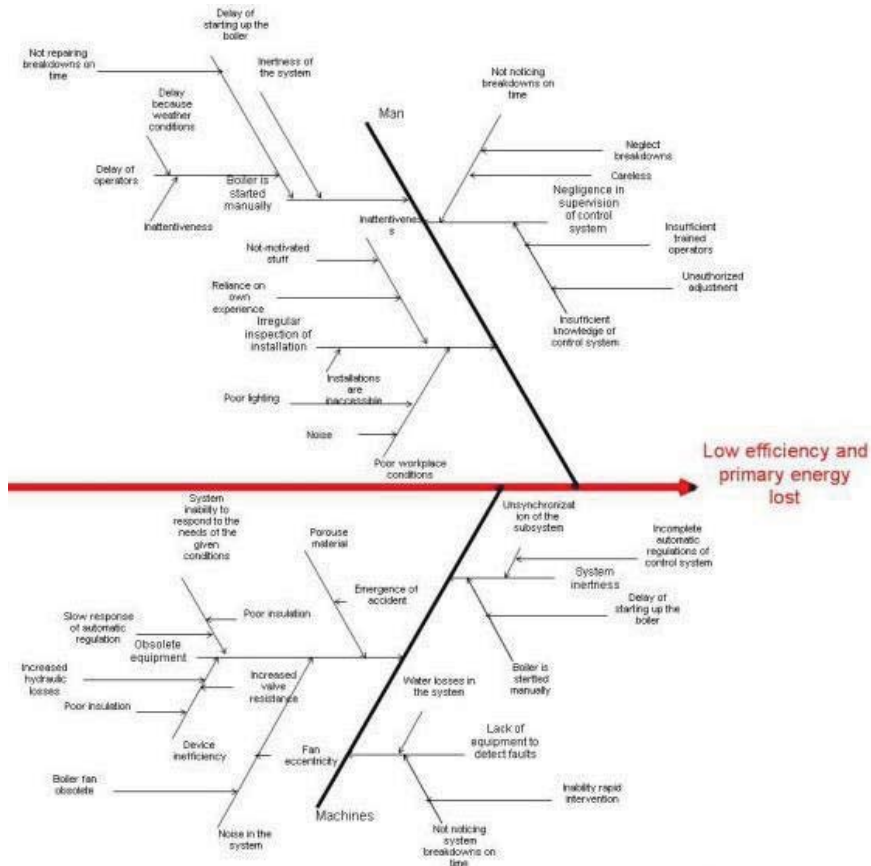 Delay of
starting up the
boiler
Not repairing
breakdowns on
time
Inertness of
the system
Delay
because
weather
conditions
Man
Not noticing
breakdowns on
time
Neglect
breakdowns
Careless
Delay of
operators
Boiler is
started
manually
Negligence in
supervision
of control
system
Inattentiveness
Inattentivenes
s
Insufficient
trained
operators
Not-motivated
stuff
Unauthorized
adjustment
Reliance on
own
experience
Insufficient
knowledge of
control system
Irregular
inspection of
installation
Installations
are
inaccessible
Poor lighting
Noise
Poor workplace
conditions
Low efficiency and
primary energy
lost
System
inability to
respond to the
needs of the
given
conditions
Unsynchronizat
ion of the
subsystem
Porouse
material
Incomplete
automatic
regulations of
control system
System
inertness
Emergence of
accident
Delay of
starting up the
boiler
Poor insulation
Slow response
of automatic
regulation
Obsolete
equipment
Increased
hydraulic
losses
Increased
valve
resistance
Boiler is
stertled
manually
Water losses in
the system
Poor insulation
Device
inefficiency
Fan
eccentricity
Lack of
equipment to
detect faults
Boiler fan
obsolete
Inability rapid
intervention
Machines
Noise in the
system
Not noticing
system
breakdowns on
time